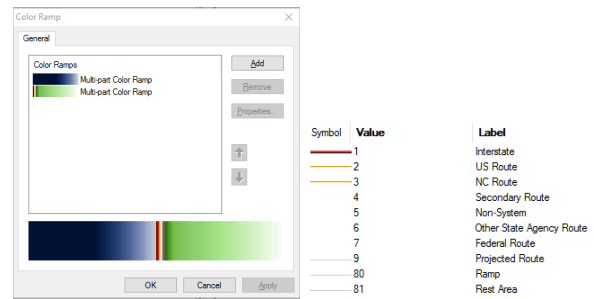 Color Ramp
General
Color Ramps
Multi-part Color Ramp
Multi-part Color Ramp
Add
Remove
Properties...
OK
Cancel
Apply
Symbol Value Label
1 Interstate
2 US Route
3 NC Route
4 Secondary Route
5 Non-System
6 Other State Agency Route
7 Federal Route
9 Projected Route
80 Ramp
81 Rest Area